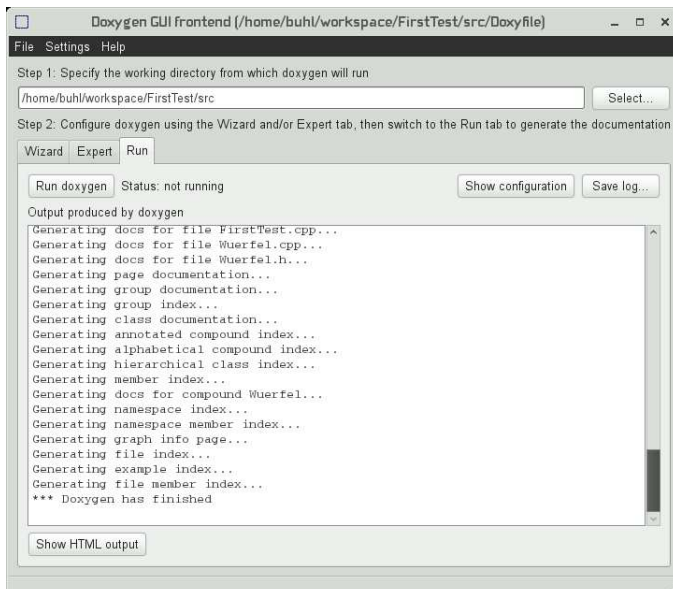 Doxygen GUI frontend (/home/buhl/workspace/FirstTest/src/Doxyfile)
File Settings Help
Step 1: Specify the working directory from which doxygen will run
/home/buhl/workspace/FirstTest/src Select...
Step 2: Configure doxygen using the Wizard and/or Expert tab, then switch to the Run tab to generate the documentation
Wizard Expert Run
Run doxygen Status: not running Show configuration Save log...
Output produced by doxygen
Generating docs for file FirstTest.cpp...
Generating docs for file Wuerfel.cpp...
Generating docs for file Wuerfel.h...
Generating page documentation...
Generating group documentation...
Generating group index...
Generating class documentation...
Generating annotated compound index...
Generating alphabetical compound index...
Generating hierarchical class index...
Generating member index...
Generating docs for compound Wuerfel...
Generating namespace index...
Generating namespace member index...
Generating graph info page...
Generating file index...
Generating example index...
Generating file member index...
*** Doxygen has finished
Show HTML output